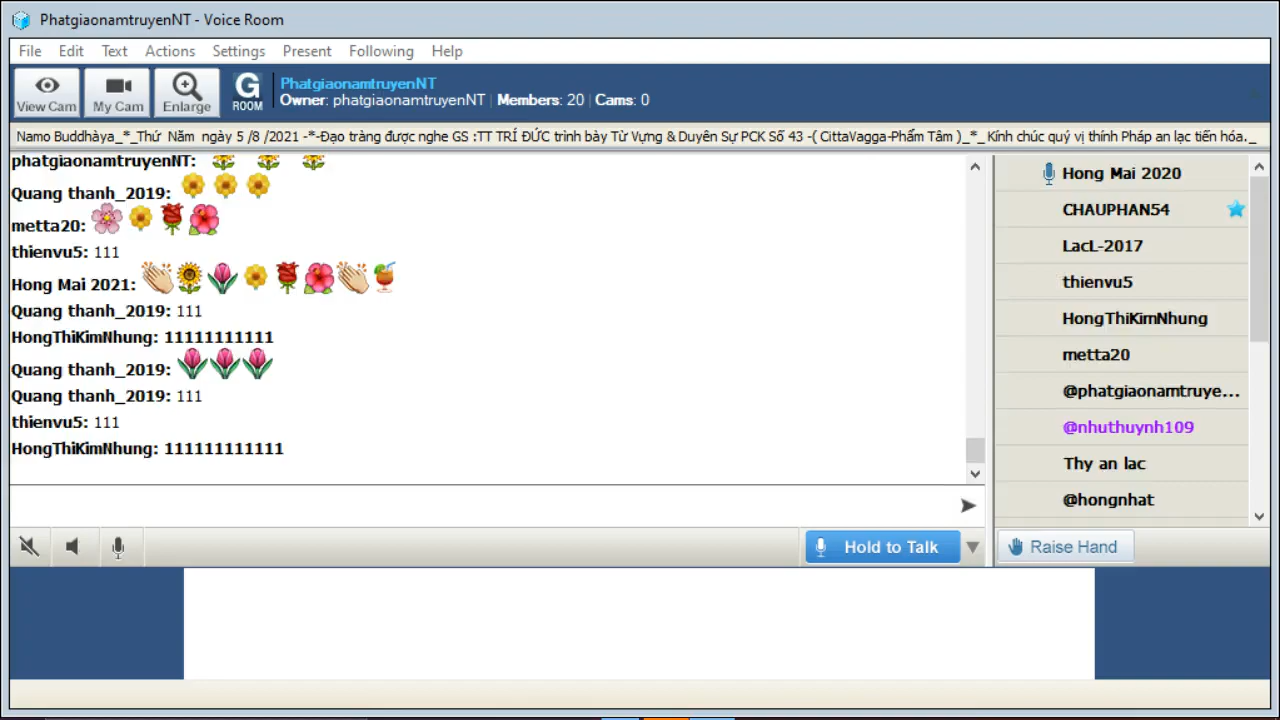 PhatgiaonamtruyenNT - Voice Room
File Edit Text Actions Settings Present Following Help
View Cam My Cam Enlarge
G ROOM
PhatgiaonamtruyenNT
Owner: phatgiaonamtruyenNT | Members: 20 | Cams: 0
Namo Buddhàya_*_Thứ Năm ngày 5 /8 /2021 -*-Đạo tràng được nghe GS :TT TRÍ ĐỨC trình bày Từ Vựng & Duyên Sự PCK Số 43 -( CittaVagga-Phẩm Tâm )_*_ Kính chúc quý vị thính Pháp an lạc tiến hóa._
phatgiaonamtruyenNT:
Quang thanh_2019:
metta20:
thienvu5: 111
Hong Mai 2021:
Quang thanh_2019: 111
HongThiKimNhung: 11111111111
Quang thanh_2019:
Quang thanh_2019: 111
thienvu5: 111
HongThiKimNhung: 111111111111
Hong Mai 2020
CHAUPHAN54
LacL-2017
thienvu5
HongThiKimNhung
metta20
@phatgiaonamtruye...
@nhuthuynh109
Thy an lac
@hongnhat
Hold to Talk
Raise Hand